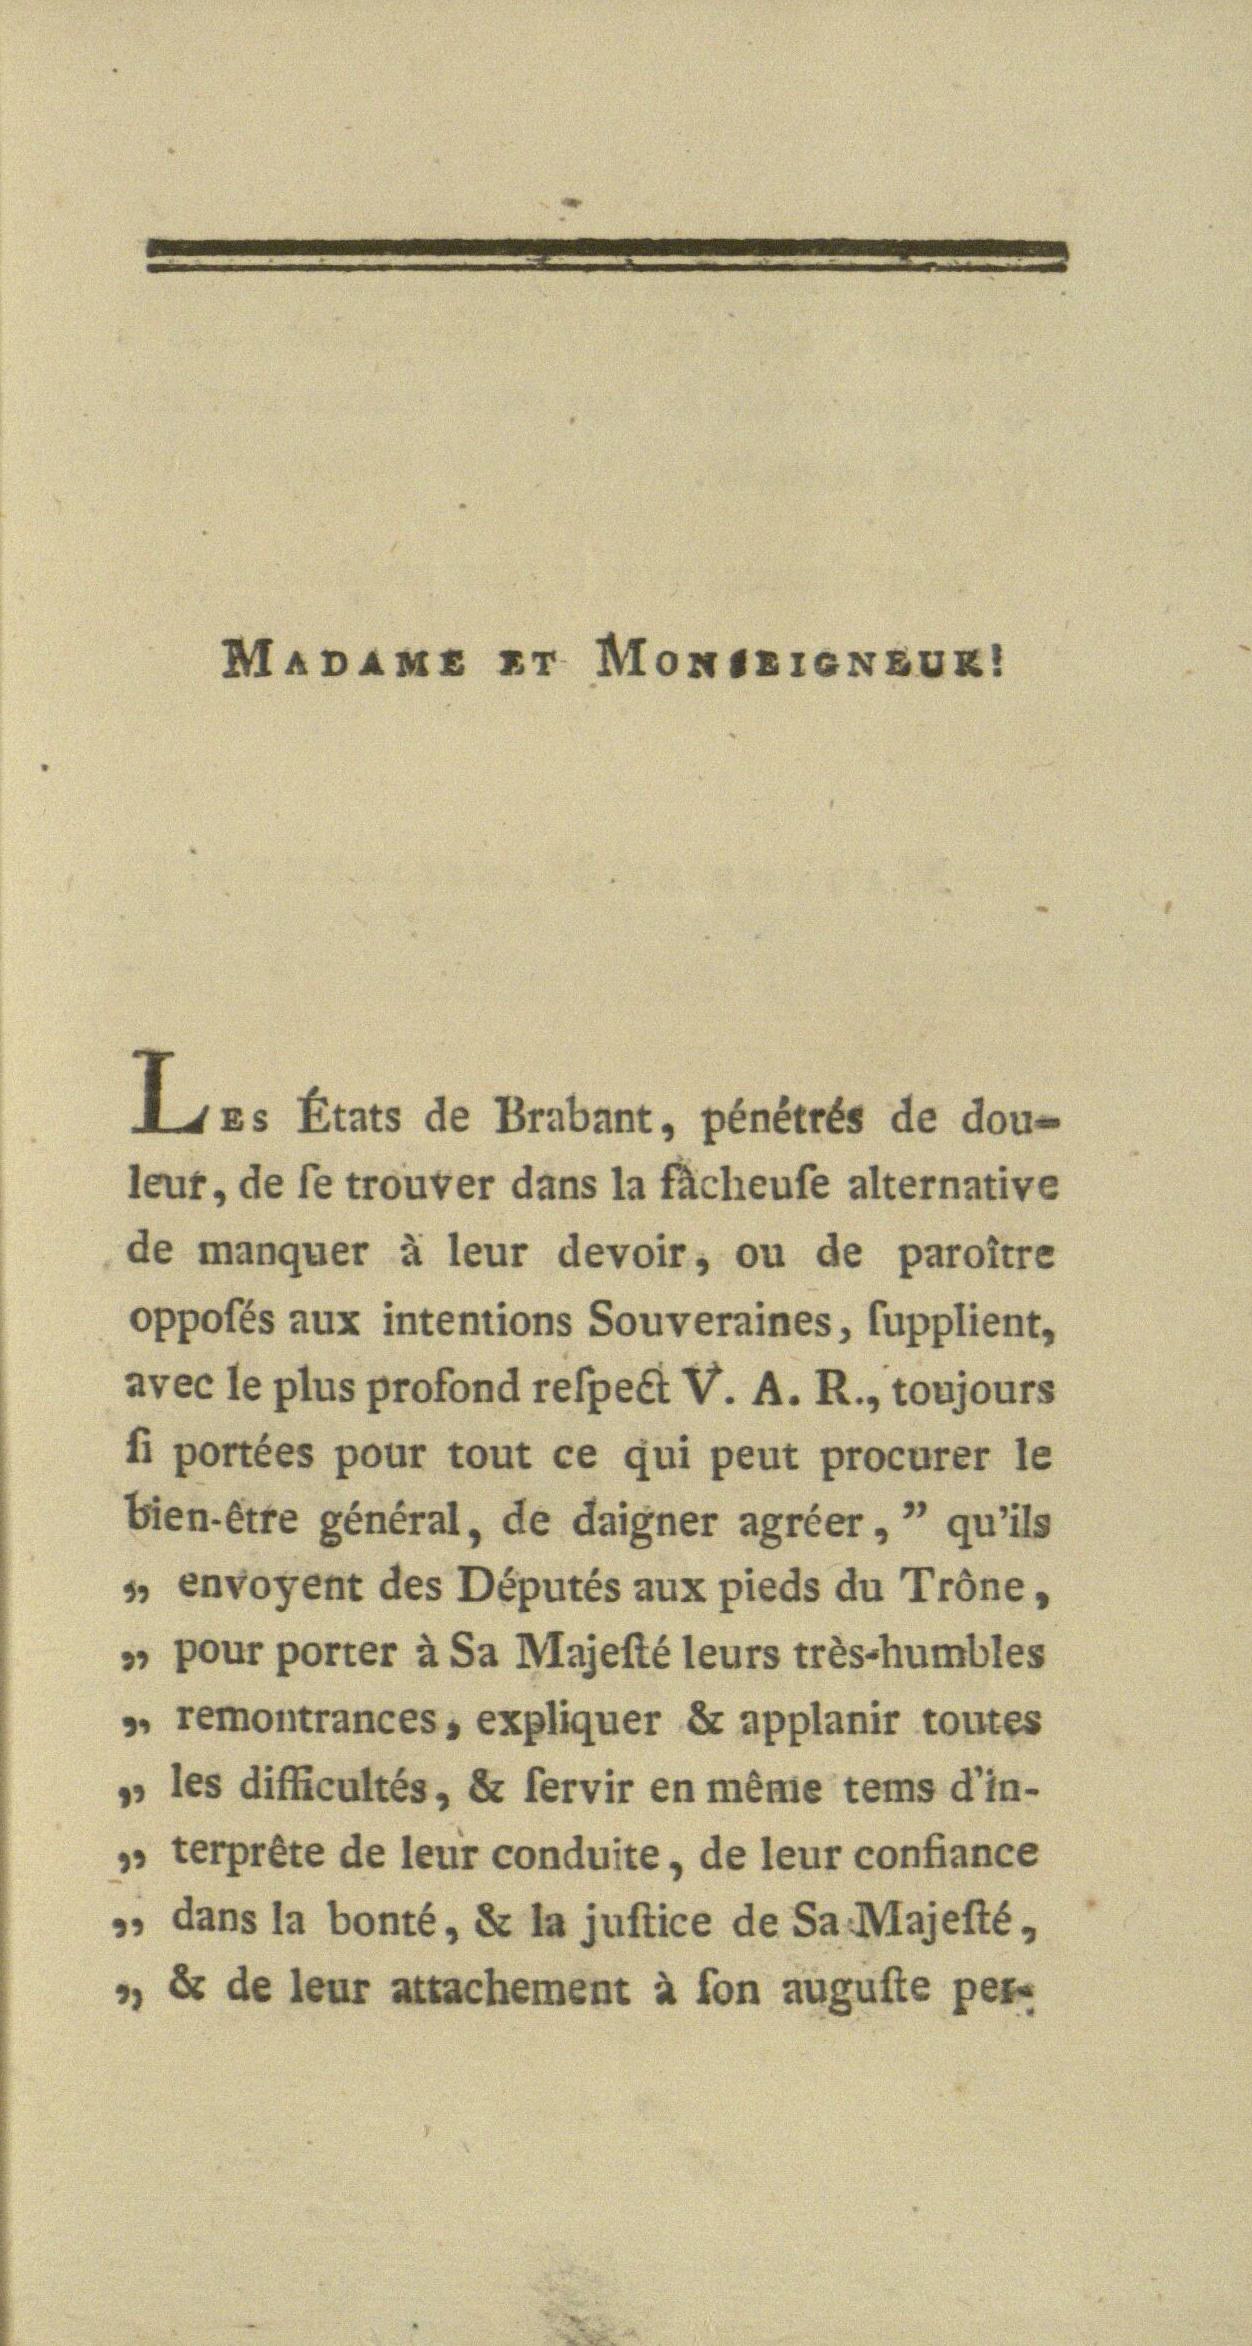 MADAME ET MONSEIGNEUR!
LES États de Brabant, pénétrés de dou-
leur, de ſe trouver dans la fâcheuſe alternative
de manquer à leur devoir, ou de paroître
oppoſés aux intentions Souveraines, ſupplient,
avec le plus profond reſpect V. A. R., toujours
ſi portées pour tout ce qui peut procurer le
bien-être général, de daigner agréer, ” qu'ils
„ envoyent des Députés aux pieds du Trône,
„ pour porter à Sa Majeſté leurs très-humbles
„ remontrances, expliquer & applanir toutes
„ les difficultés, & ſervir en même tems d'in-
„ terprête de leur conduite, de leur confiance
„ dans la bonté, & la juſtice de Sa Majeſté,
„ & de leur attachement à ſon auguſte per-